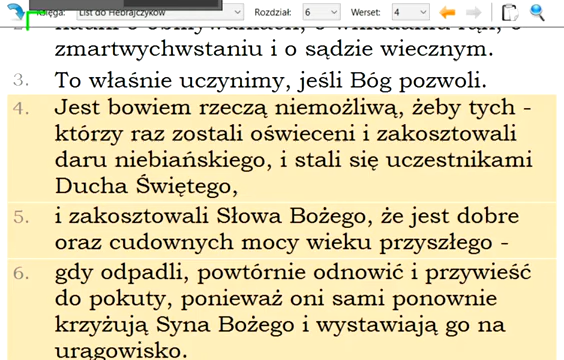 Księga: List do Hebrajczyków Rozdział: 6 Werset: 4
zmartwychwstaniu i o sądzie wiecznym.
3. To właśnie uczynimy, jeśli Bóg pozwoli.
4. Jest bowiem rzeczą niemożliwą, żeby tych -
którzy raz zostali oświeceni i zakosztowali
daru niebiańskiego, i stali się uczestnikami
Ducha Świętego,
5. i zakosztowali Słowa Bożego, że jest dobre
oraz cudownych mocy wieku przyszłego -
6. gdy odpadli, powtórnie odnowić i przywieść
do pokuty, ponieważ oni sami ponownie
krzyżują Syna Bożego i wystawiają go na
urągowisko.